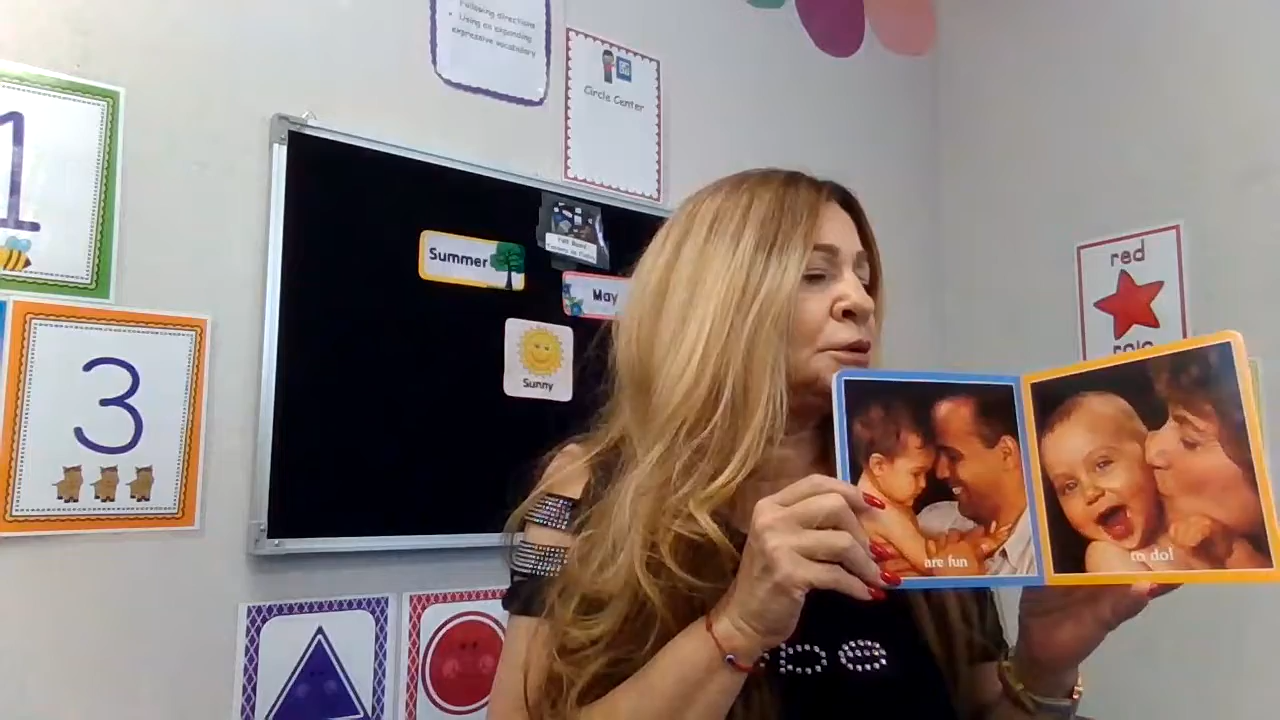 Following directions
Using an expanding
expressive vocabulary
Circle Center
1
Summer
May
Sunny
3
red
rojo
are fun
to do!